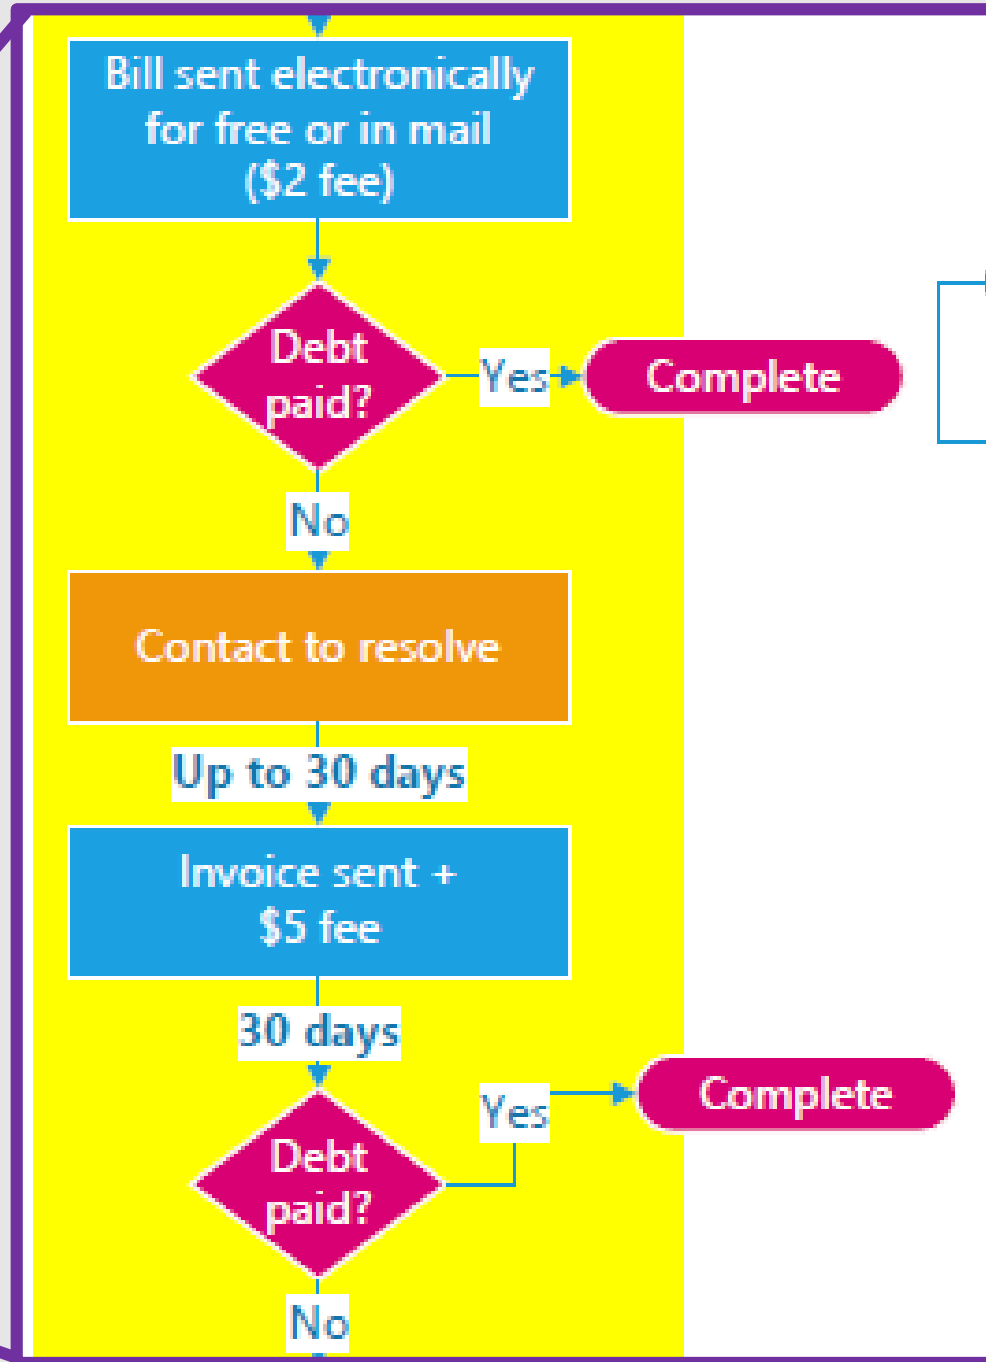 Bill sent electronically
for free or in mail
($2 fee)
Debt
paid?
Yes
Complete
No
Contact to resolve
Up to 30 days
Invoice sent +
$5 fee
30 days
Debt
paid?
Yes
Complete
No